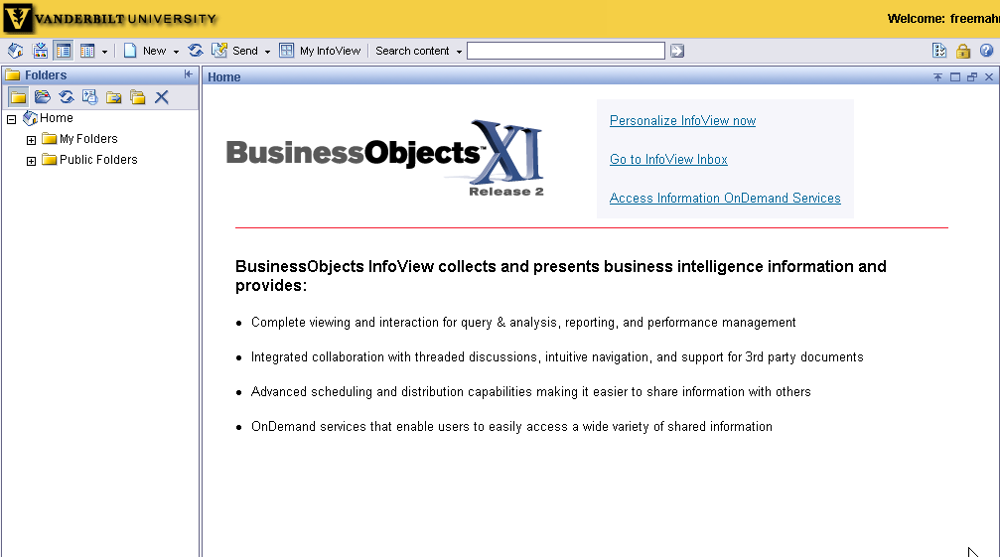 VANDERBILT UNIVERSITY
Welcome: freemahr
New Send My InfoView Search content
Folders
Home
Home
My Folders
Public Folders
BusinessObjects™ XI
Release 2
Personalize InfoView now
Go to InfoView Inbox
Access Information OnDemand Services
BusinessObjects InfoView collects and presents business intelligence information and
provides:
• Complete viewing and interaction for query & analysis, reporting, and performance management
• Integrated collaboration with threaded discussions, intuitive navigation, and support for 3rd party documents
• Advanced scheduling and distribution capabilities making it easier to share information with others
• OnDemand services that enable users to easily access a wide variety of shared information